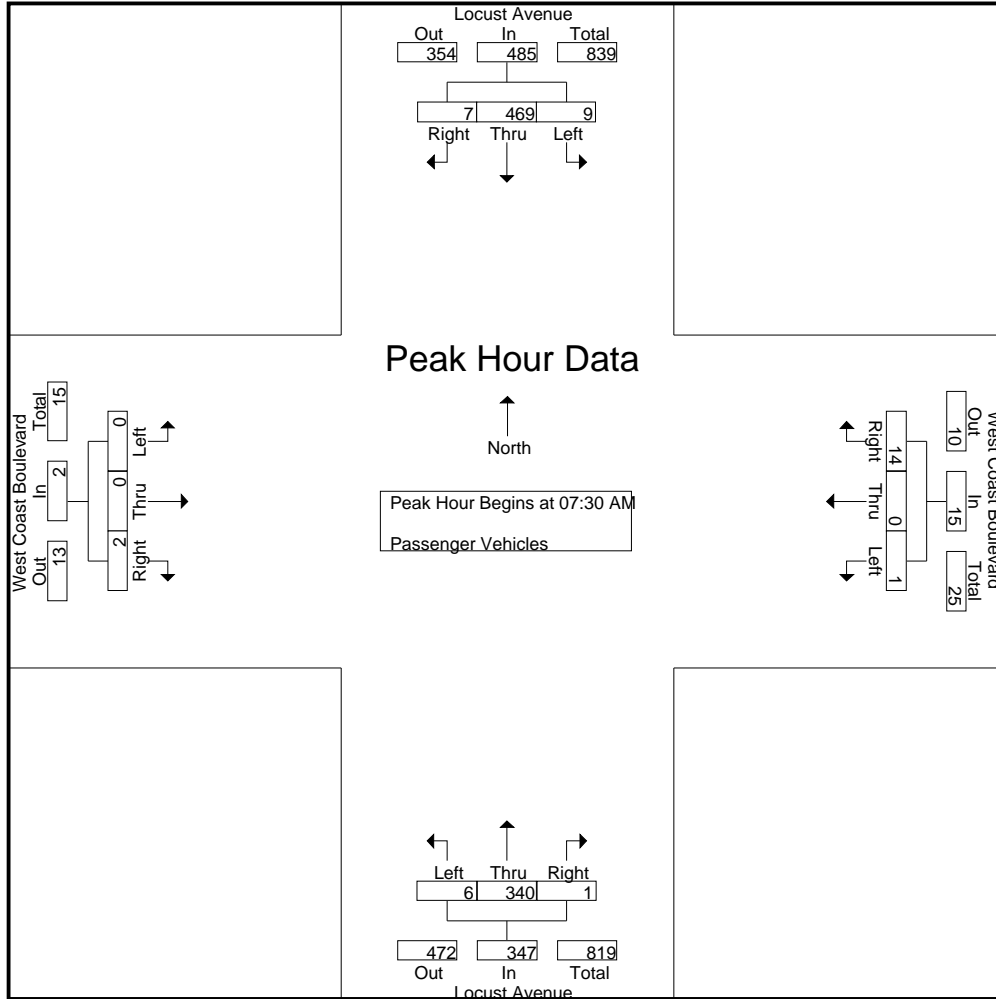 Locust Avenue
Out In Total
354 485 839
7 469 9
Right Thru Left
Peak Hour Data
North
Peak Hour Begins at 07:30 AM
Passenger Vehicles
West Coast Boulevard
Total In Out
15 2 13
0 0 2
Left Thru Right
West Coast Boulevard
Out In Total
10 15 25
14 0 1
Right Thru Left
Left Thru Right
6 340 1
472 347 819
Out In Total
Locust Avenue